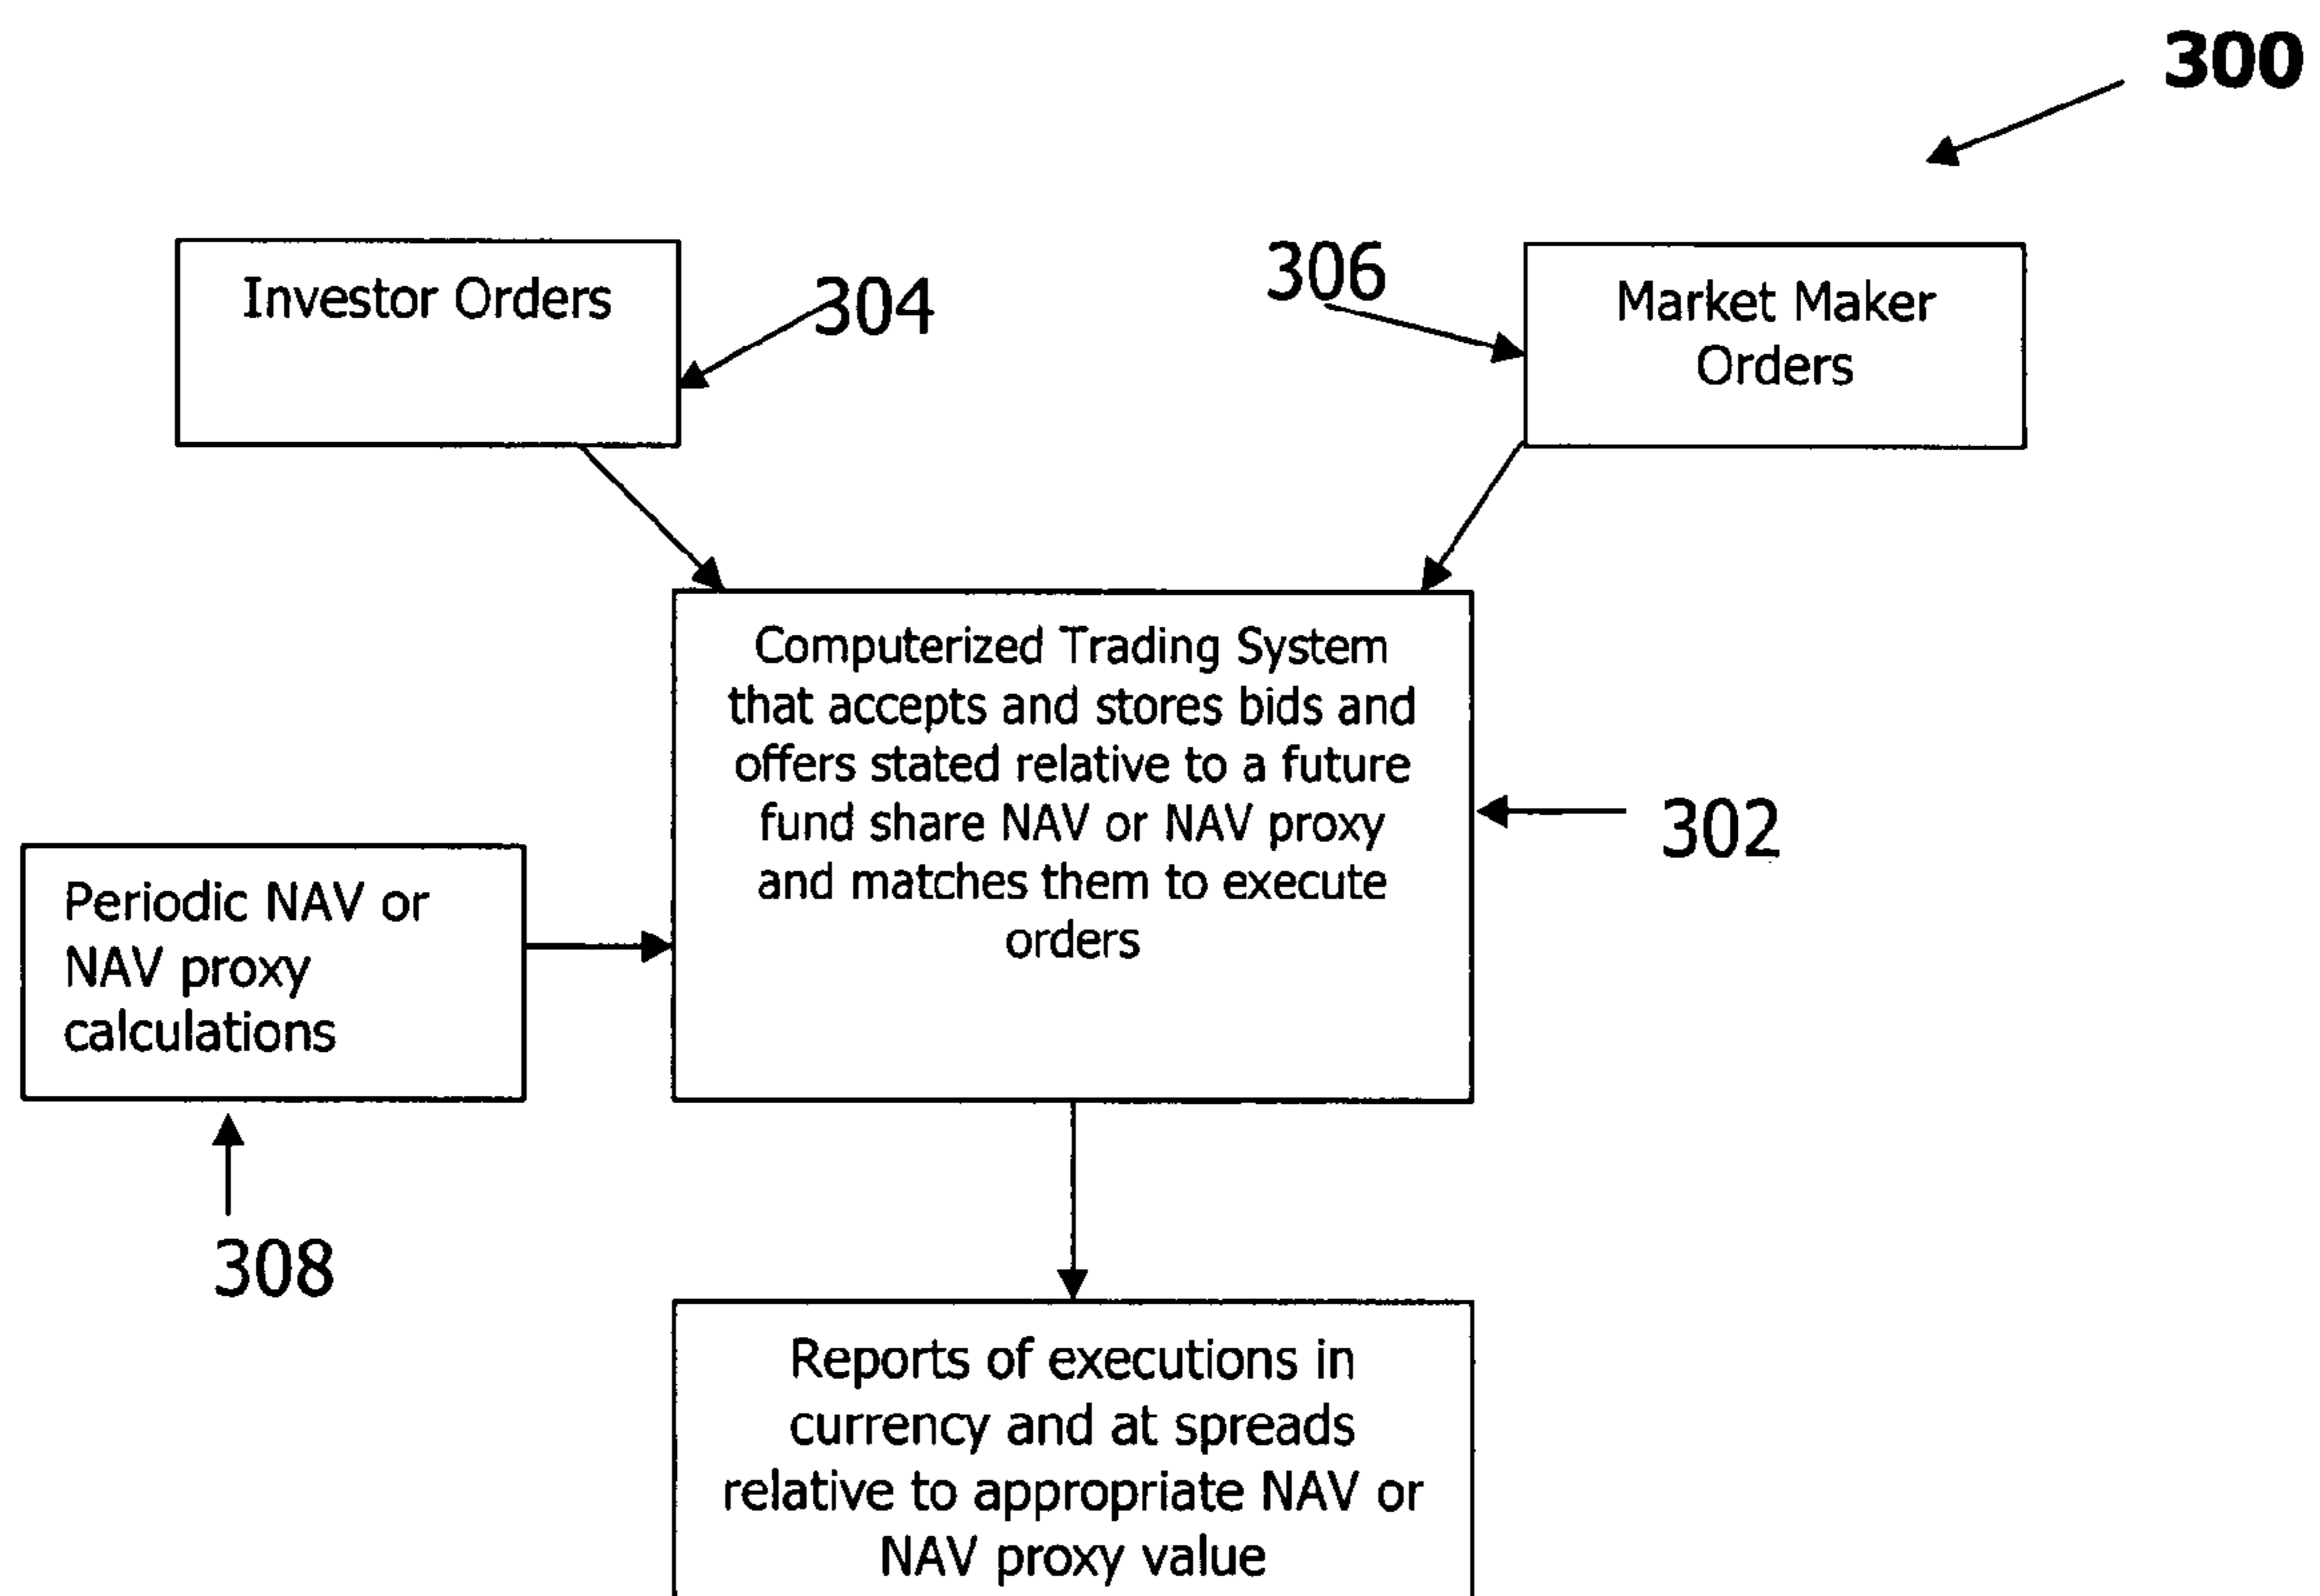 300
Investor Orders
304
306
Market Maker
Orders
Computerized Trading System
that accepts and stores bids and
offers stated relative to a future
fund share NAV or NAV proxy
and matches them to execute
orders
302
Periodic NAV or
NAV proxy
calculations
308
Reports of executions in
currency and at spreads
relative to appropriate NAV or
NAV proxy value